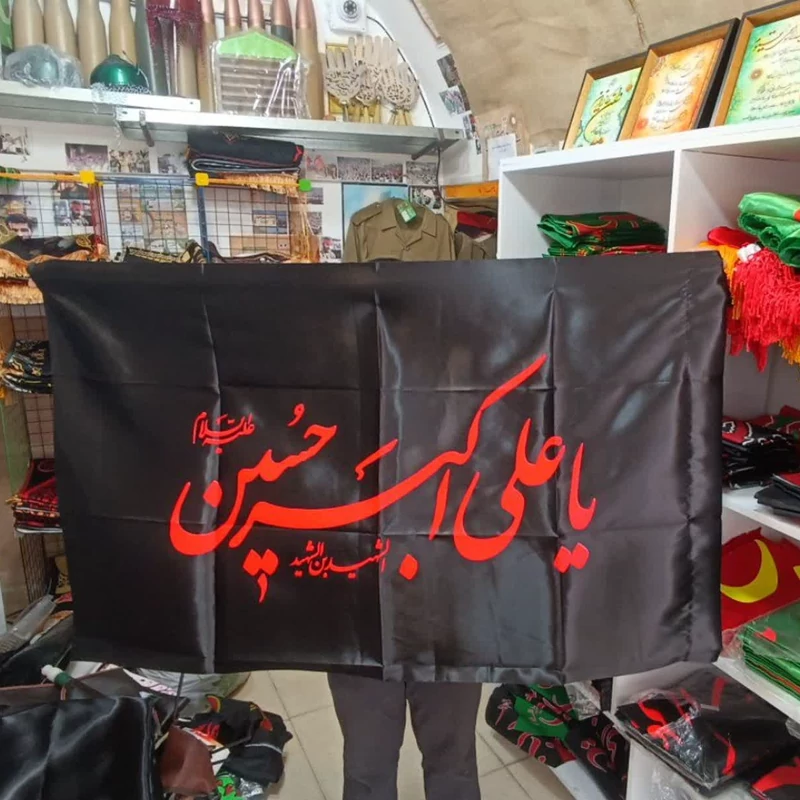 یا علی اکبر حسین
علیه السلام
الشهید بن الشهید